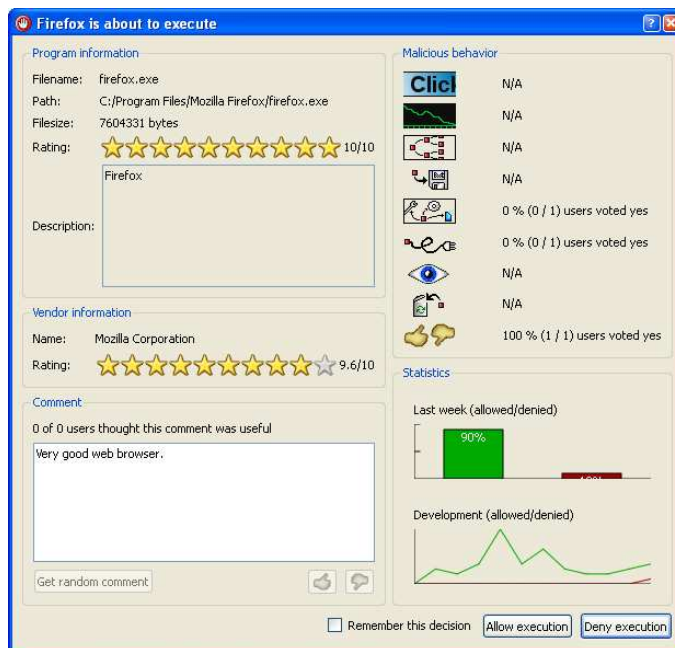 Firefox is about to execute
Program information
Filename: firefox.exe
Path: C:/Program Files/Mozilla Firefox/firefox.exe
Filesize: 7604331 bytes
Rating: 10/10
Description: Firefox
Vendor information
Name: Mozilla Corporation
Rating: 9.6/10
Comment
0 of 0 users thought this comment was useful
Very good web browser.
Get random comment
Malicious behavior
Click N/A
N/A
N/A
N/A
0 % (0 / 1) users voted yes
0 % (0 / 1) users voted yes
N/A
N/A
100 % (1 / 1) users voted yes
Statistics
Last week (allowed/denied)
90%
Development (allowed/denied)
Remember this decision
Allow execution
Deny execution